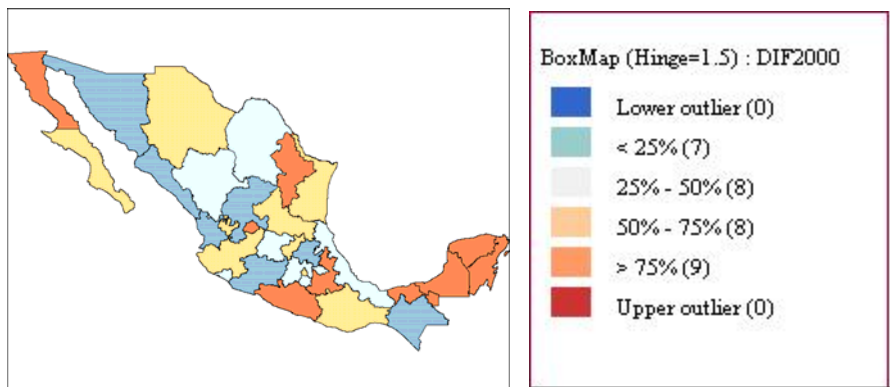 BoxMap (Hinge=1.5) : DIF2000
Lower outlier (0)
< 25% (7)
25% - 50% (8)
50% - 75% (8)
> 75% (9)
Upper outlier (0)